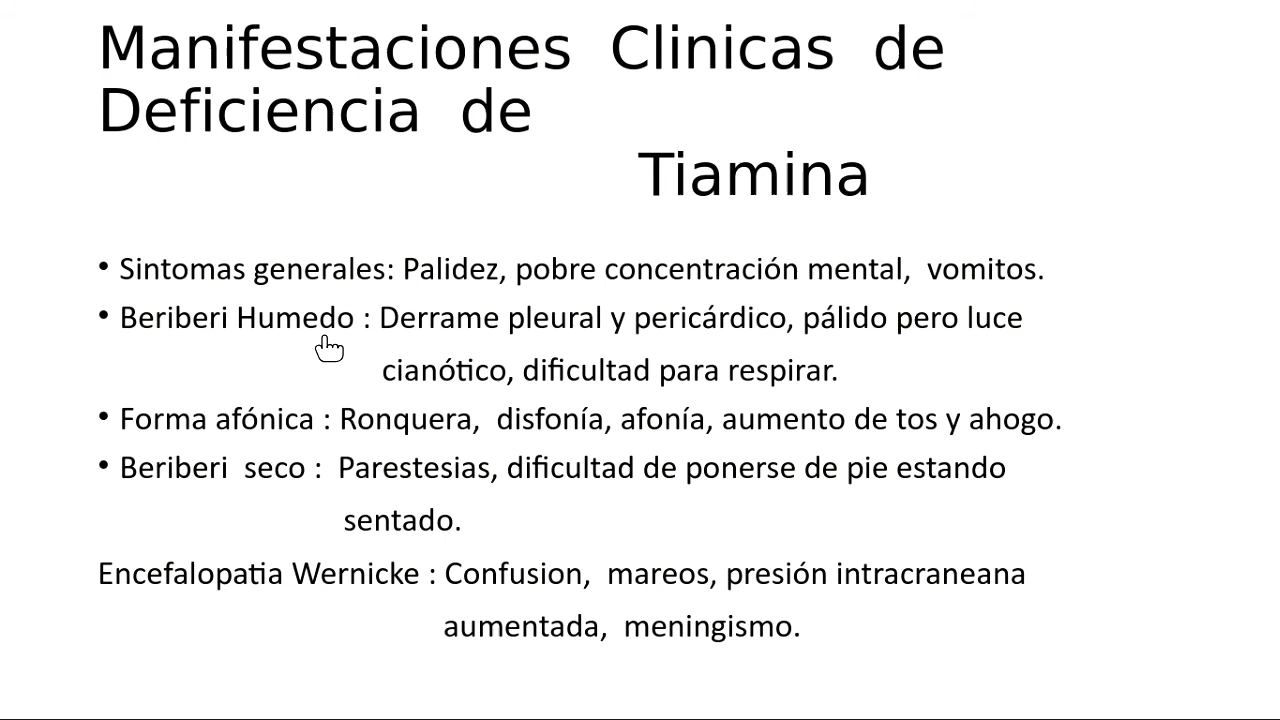 Manifestaciones Clinicas de
Deficiencia de
Tiamina
• Sintomas generales: Palidez, pobre concentración mental, vomitos.
• Beriberi Humedo : Derrame pleural y pericárdico, pálido pero luce
cianótico, dificultad para respirar.
• Forma afónica : Ronquera, disfonía, afonía, aumento de tos y ahogo.
• Beriberi seco : Parestesias, dificultad de ponerse de pie estando
sentado.
Encefalopatia Wernicke : Confusion, mareos, presión intracraneana
aumentada, meningismo.